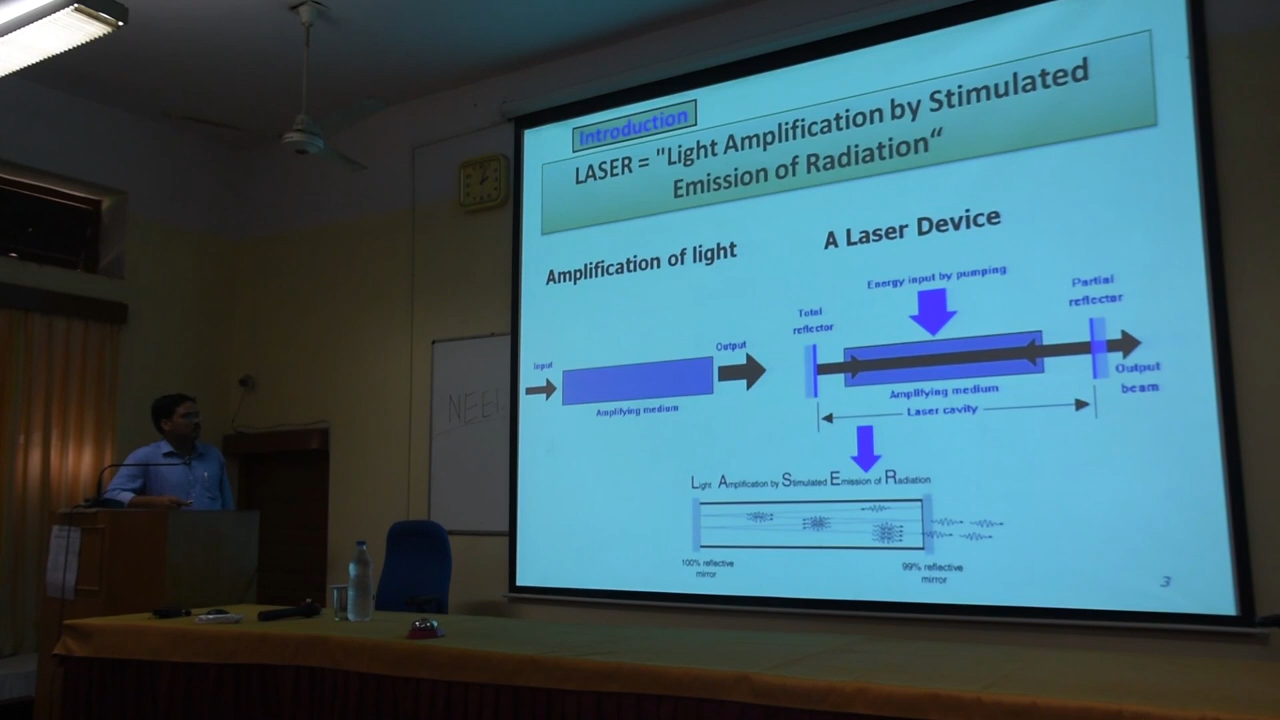 Introduction
LASER = "Light Amplification by Stimulated
Emission of Radiation“
Amplification of light
Input
Output
Amplifying medium
A Laser Device
Energy input by pumping
Total
reflector
Partial
reflector
Amplifying medium
Output
beam
Laser cavity
Light Amplification by Stimulated Emission of Radiation
100% reflective
mirror
99% reflective
mirror
3